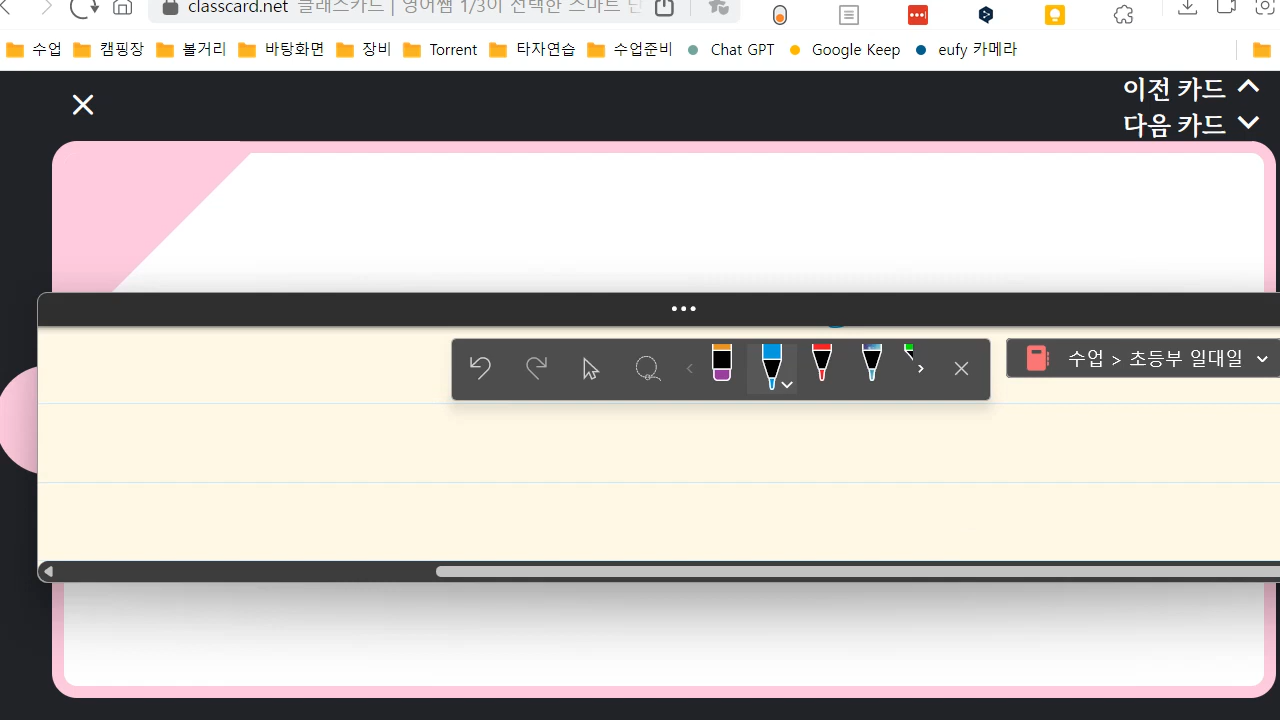 classcard.net 클래스카드 | 영어쌤 1/3이 선택한 스마트
수업 캠핑장 볼거리 바탕화면 장비 Torrent 타자연습 수업준비 Chat GPT Google Keep eufy 카메라
이전 카드
다음 카드
수업 > 초등부 일대일